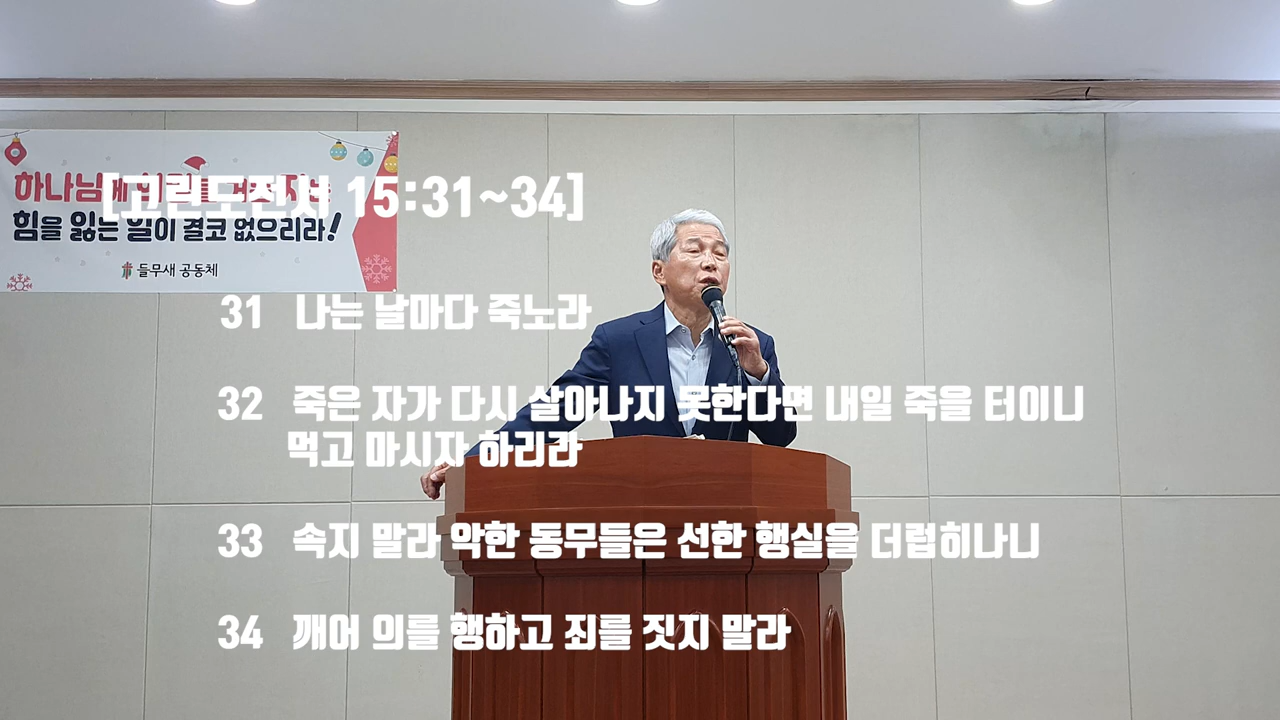 하나님께
[고린도전서 15:31~34]
힘을 잃는 일이 결코 없으리라!
들무새 공동체
31 나는 날마다 죽노라
32 죽은 자가 다시 살아나지 못한다면 내일 죽을 터이니
먹고 마시자 하리라
33 속지 말라 악한 동무들은 선한 행실을 더럽히나니
34 깨어 의를 행하고 죄를 짓지 말라